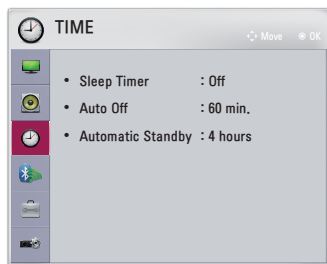 TIME
Move OK
• Sleep Timer : Off
• Auto Off : 60 min.
• Automatic Standby : 4 hours